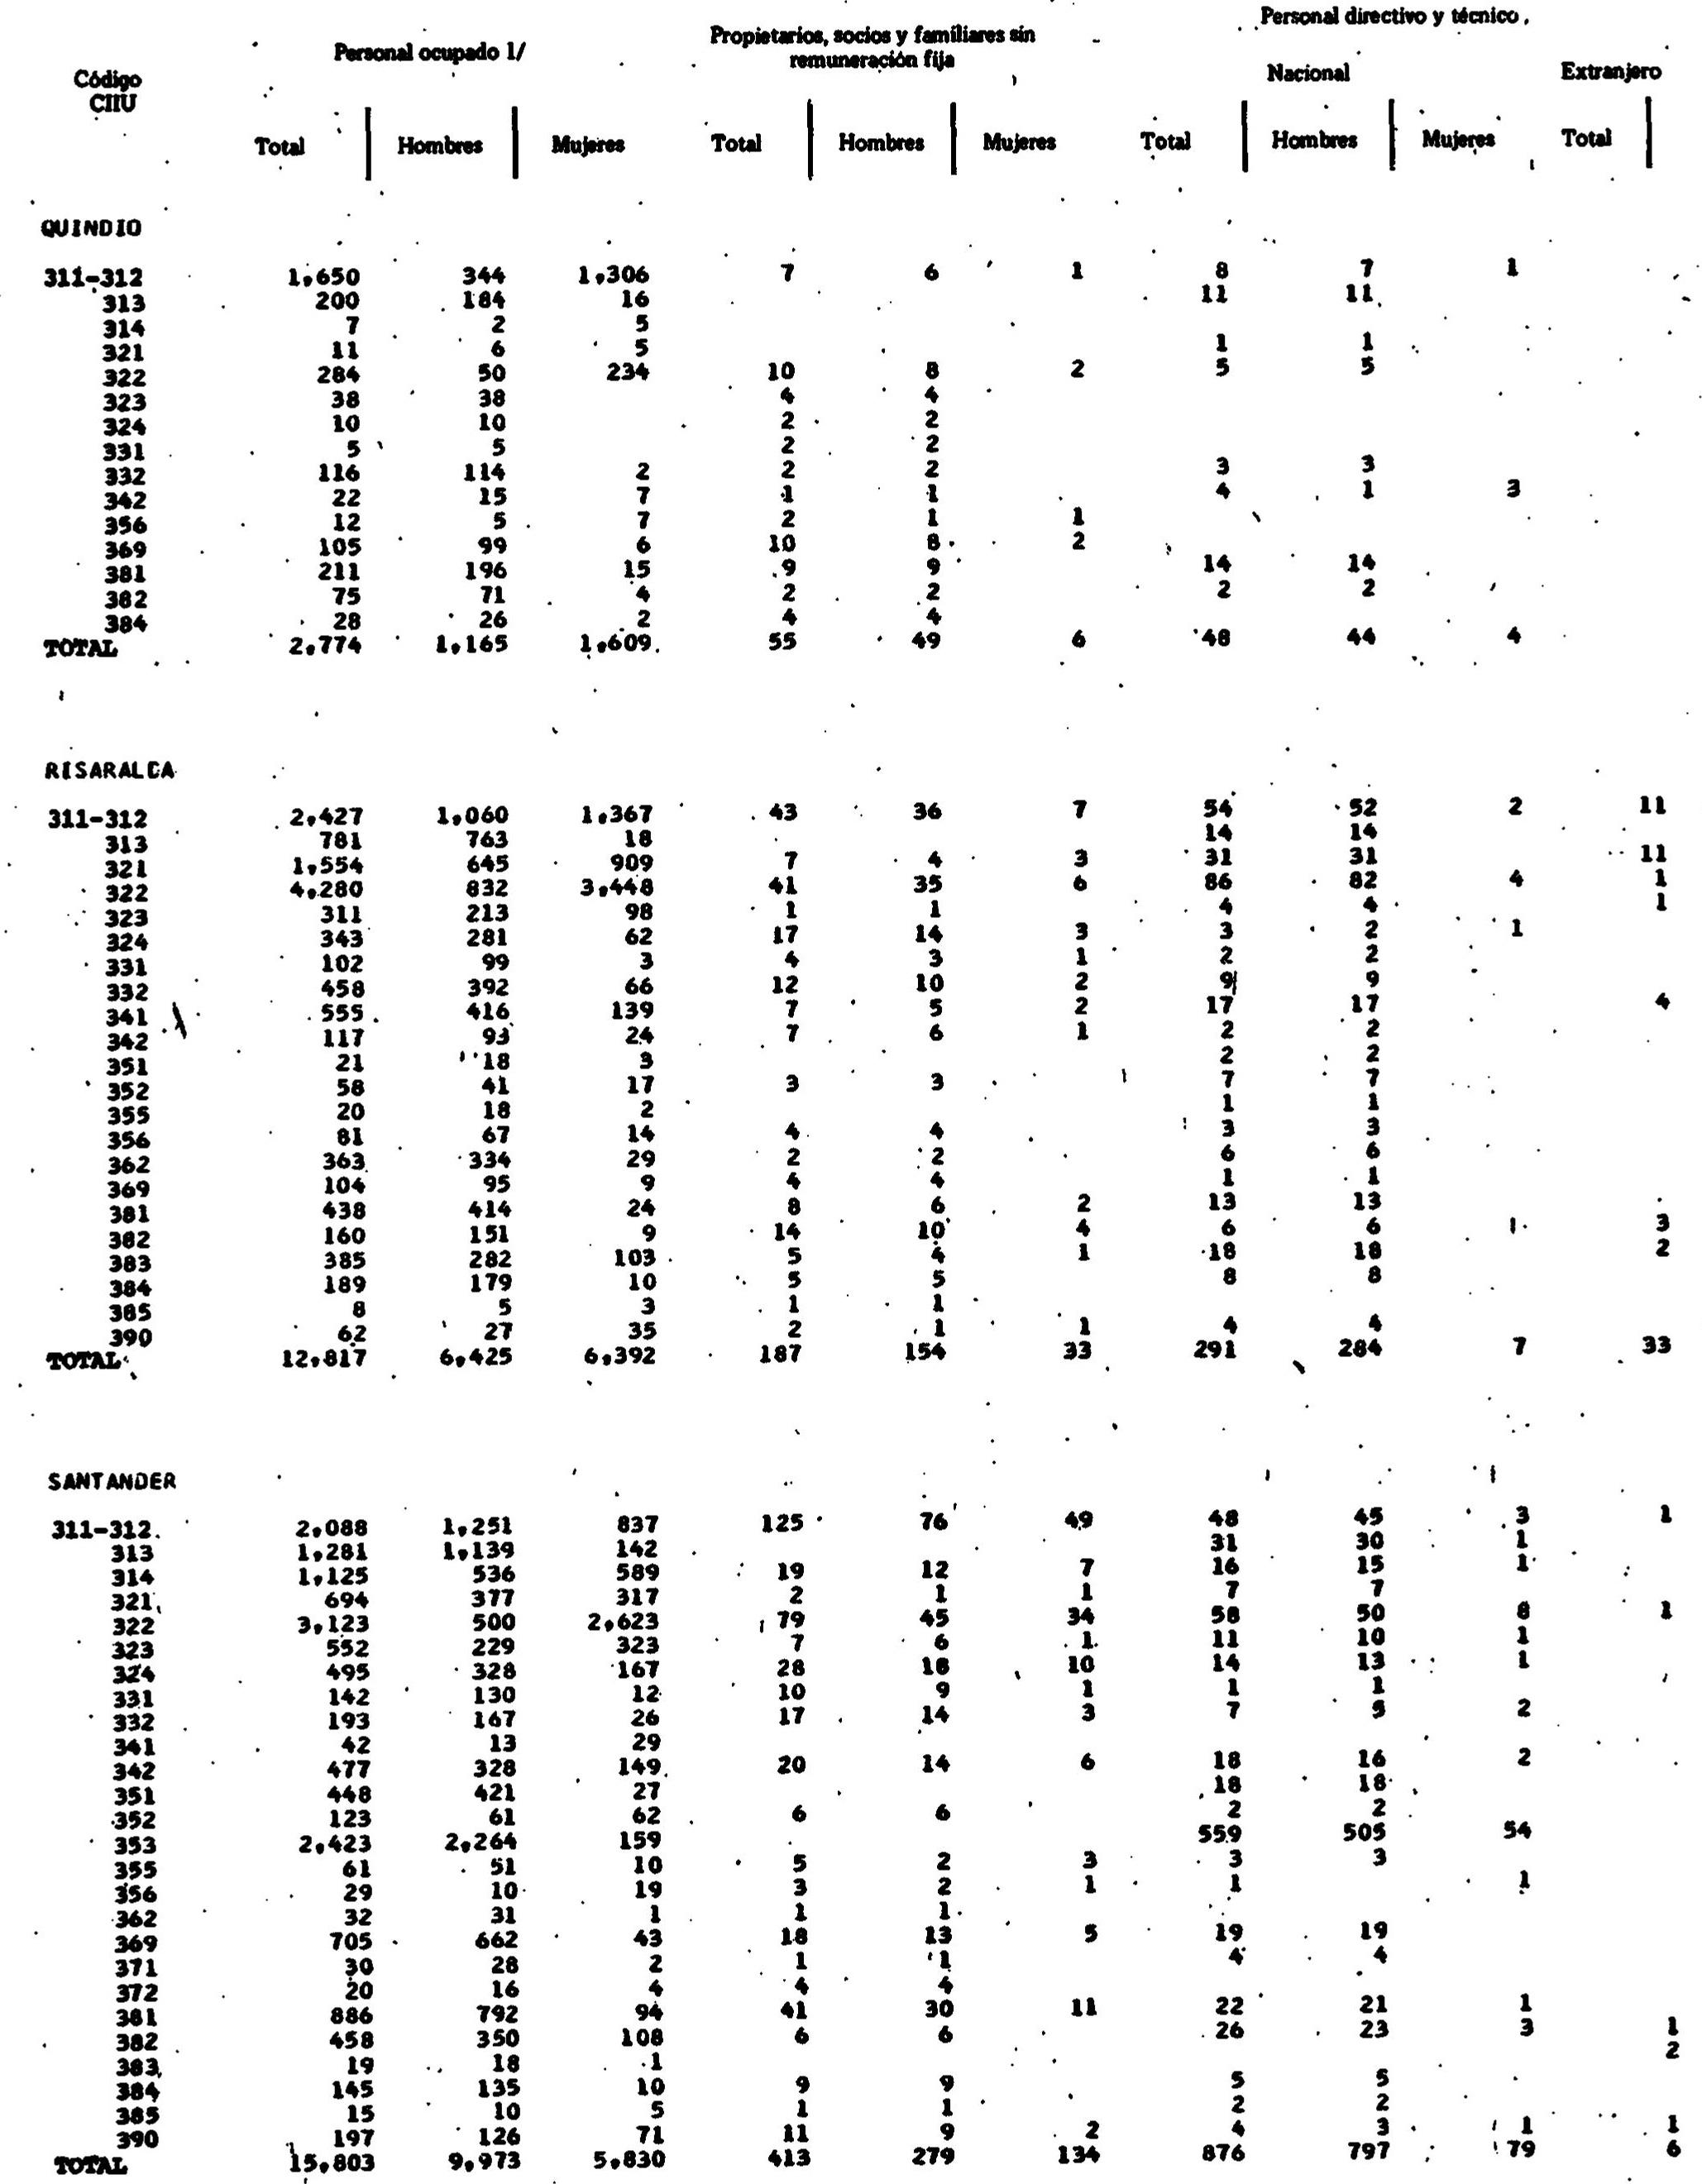 Personal directivo y técnico
Propietarios, socios y familiares sin
Personal ocupado 1/ remuneración fija Nacional Extranjero
Código
CIIU
Total Hombres Mujeres Total Hombres Mujeres Total Hombres Mujeres Total
QUINDIO
311-312 1,650 344 1,306 7 6 1 8 7 1
313 200 184 16 11 11
314 7 2 5
321 11 6 5 1 1
322 284 50 234 10 8 2 5 5
323 38 38 4 4
324 10 10 2 2
331 5 5 2 2
332 116 114 2 2 2 3 3
342 22 15 7 1 1 4 1 3
356 12 5 7 2 1 1
369 105 99 6 10 8 2
381 211 196 15 9 9 14 14
382 75 71 4 2 2 2 2
384 28 26 2 4 4
TOTAL 2,774 1,165 1,609 55 49 6 48 44 4
RISARALDA
311-312 2,427 1,060 1,367 43 36 7 54 52 2 11
313 781 763 18 14 14
321 1,554 645 909 7 4 3 31 31 11
322 4,280 832 3,448 41 35 6 86 82 4 1
323 311 213 98 1 1 4 4 1
324 343 281 62 17 14 3 3 2 1
331 102 99 3 4 3 1 2 2
332 458 392 66 12 10 2 9 9
341 555 416 139 7 5 2 17 17 4
342 117 93 24 7 6 1 2 2
351 21 18 3 2 2
352 58 41 17 3 3 7 7
355 20 18 2 1 1
356 81 67 14 4 4 3 3
362 363 334 29 2 2 6 6
369 104 95 9 4 4 1 1
381 438 414 24 8 6 2 13 13
382 160 151 9 14 10 4 6 6 3
383 385 282 103 5 4 1 18 18 2
384 189 179 10 5 5 8 8
385 8 5 3 1 1
390 62 27 35 2 1 1 4 4
TOTAL 12,817 6,425 6,392 187 154 33 291 284 7 33
SANTANDER
311-312 2,088 1,251 837 125 76 49 48 45 3 1
313 1,281 1,139 142 31 30 1
314 1,125 536 589 19 12 7 16 15 1
321 694 377 317 2 1 1 7 7
322 3,123 500 2,623 79 45 34 58 50 8 1
323 552 229 323 7 6 1 11 10 1
324 495 328 167 28 18 10 14 13 1
331 142 130 12 10 9 1 1 1
332 193 167 26 17 14 3 7 5 2
341 42 13 29
342 477 328 149 20 14 6 18 16 2
351 448 421 27 18 18
352 123 61 62 6 6 2 2
353 2,423 2,264 159 559 505 54
355 61 51 10 5 2 3 3 3
356 29 10 19 3 2 1 1 1
362 32 31 1 1 1
369 705 662 43 18 13 5 19 19
371 30 28 2 1 1 4 4
372 20 16 4 4 4
381 886 792 94 41 30 11 22 21 1
382 458 350 108 6 6 26 23 3 1
383 19 18 1 2
384 145 135 10 9 9 5 5
385 15 10 5 1 1 2 2
390 197 126 71 11 9 2 4 3 1 1
TOTAL 15,803 9,973 5,830 413 279 134 876 797 79 6